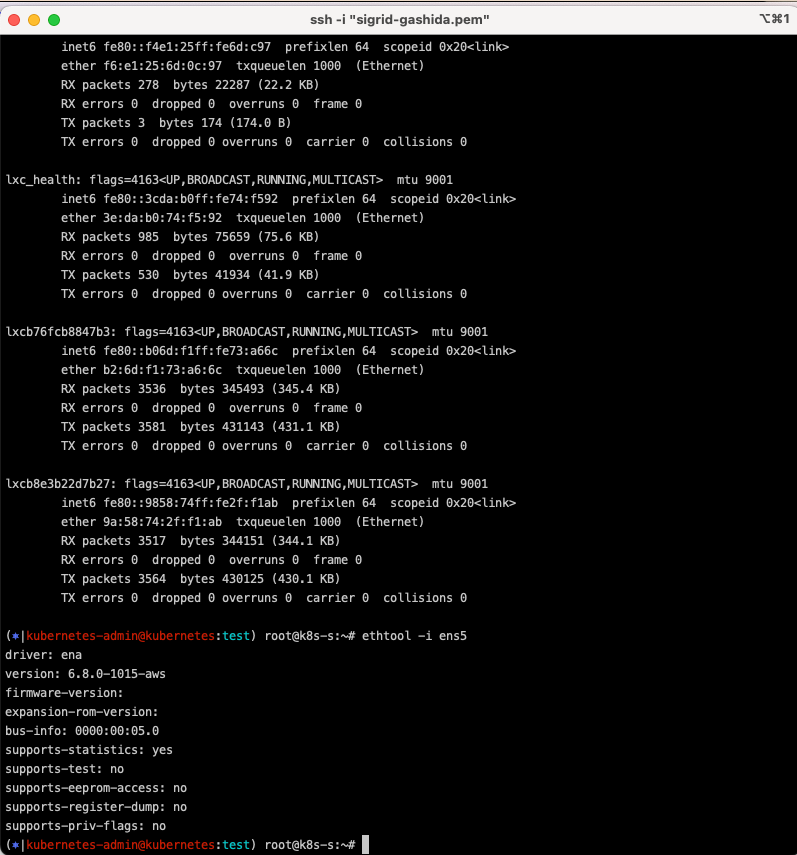 ssh -i "sigrid-gashida.pem"
⌥⌘1
inet6 fe80::f4e1:25ff:fe6d:c97  prefixlen 64  scopeid 0x20<link>
ether f6:e1:25:6d:0c:97  txqueuelen 1000  (Ethernet)
RX packets 278  bytes 22287 (22.2 KB)
RX errors 0  dropped 0  overruns 0  frame 0
TX packets 3  bytes 174 (174.0 B)
TX errors 0  dropped 0 overruns 0  carrier 0  collisions 0
lxc_health: flags=4163<UP,BROADCAST,RUNNING,MULTICAST>  mtu 9001
inet6 fe80::3cda:b0ff:fe74:f592  prefixlen 64  scopeid 0x20<link>
ether 3e:da:b0:74:f5:92  txqueuelen 1000  (Ethernet)
RX packets 985  bytes 75659 (75.6 KB)
RX errors 0  dropped 0  overruns 0  frame 0
TX packets 530  bytes 41934 (41.9 KB)
TX errors 0  dropped 0 overruns 0  carrier 0  collisions 0
lxcb76fcb8847b3: flags=4163<UP,BROADCAST,RUNNING,MULTICAST>  mtu 9001
inet6 fe80::b06d:f1ff:fe73:a66c  prefixlen 64  scopeid 0x20<link>
ether b2:6d:f1:73:a6:6c  txqueuelen 1000  (Ethernet)
RX packets 3536  bytes 345493 (345.4 KB)
RX errors 0  dropped 0  overruns 0  frame 0
TX packets 3581  bytes 431143 (431.1 KB)
TX errors 0  dropped 0 overruns 0  carrier 0  collisions 0
lxcb8e3b22d7b27: flags=4163<UP,BROADCAST,RUNNING,MULTICAST>  mtu 9001
inet6 fe80::9858:74ff:fe2f:f1ab  prefixlen 64  scopeid 0x20<link>
ether 9a:58:74:2f:f1:ab  txqueuelen 1000  (Ethernet)
RX packets 3517  bytes 344151 (344.1 KB)
RX errors 0  dropped 0  overruns 0  frame 0
TX packets 3564  bytes 430125 (430.1 KB)
TX errors 0  dropped 0 overruns 0  carrier 0  collisions 0
(⎈|kubernetes-admin@kubernetes:test) root@k8s-s:~# ethtool -i ens5
driver: ena
version: 6.8.0-1015-aws
firmware-version:
expansion-rom-version:
bus-info: 0000:00:05.0
supports-statistics: yes
supports-test: no
supports-eeprom-access: no
supports-register-dump: no
supports-priv-flags: no
(⎈|kubernetes-admin@kubernetes:test) root@k8s-s:~#